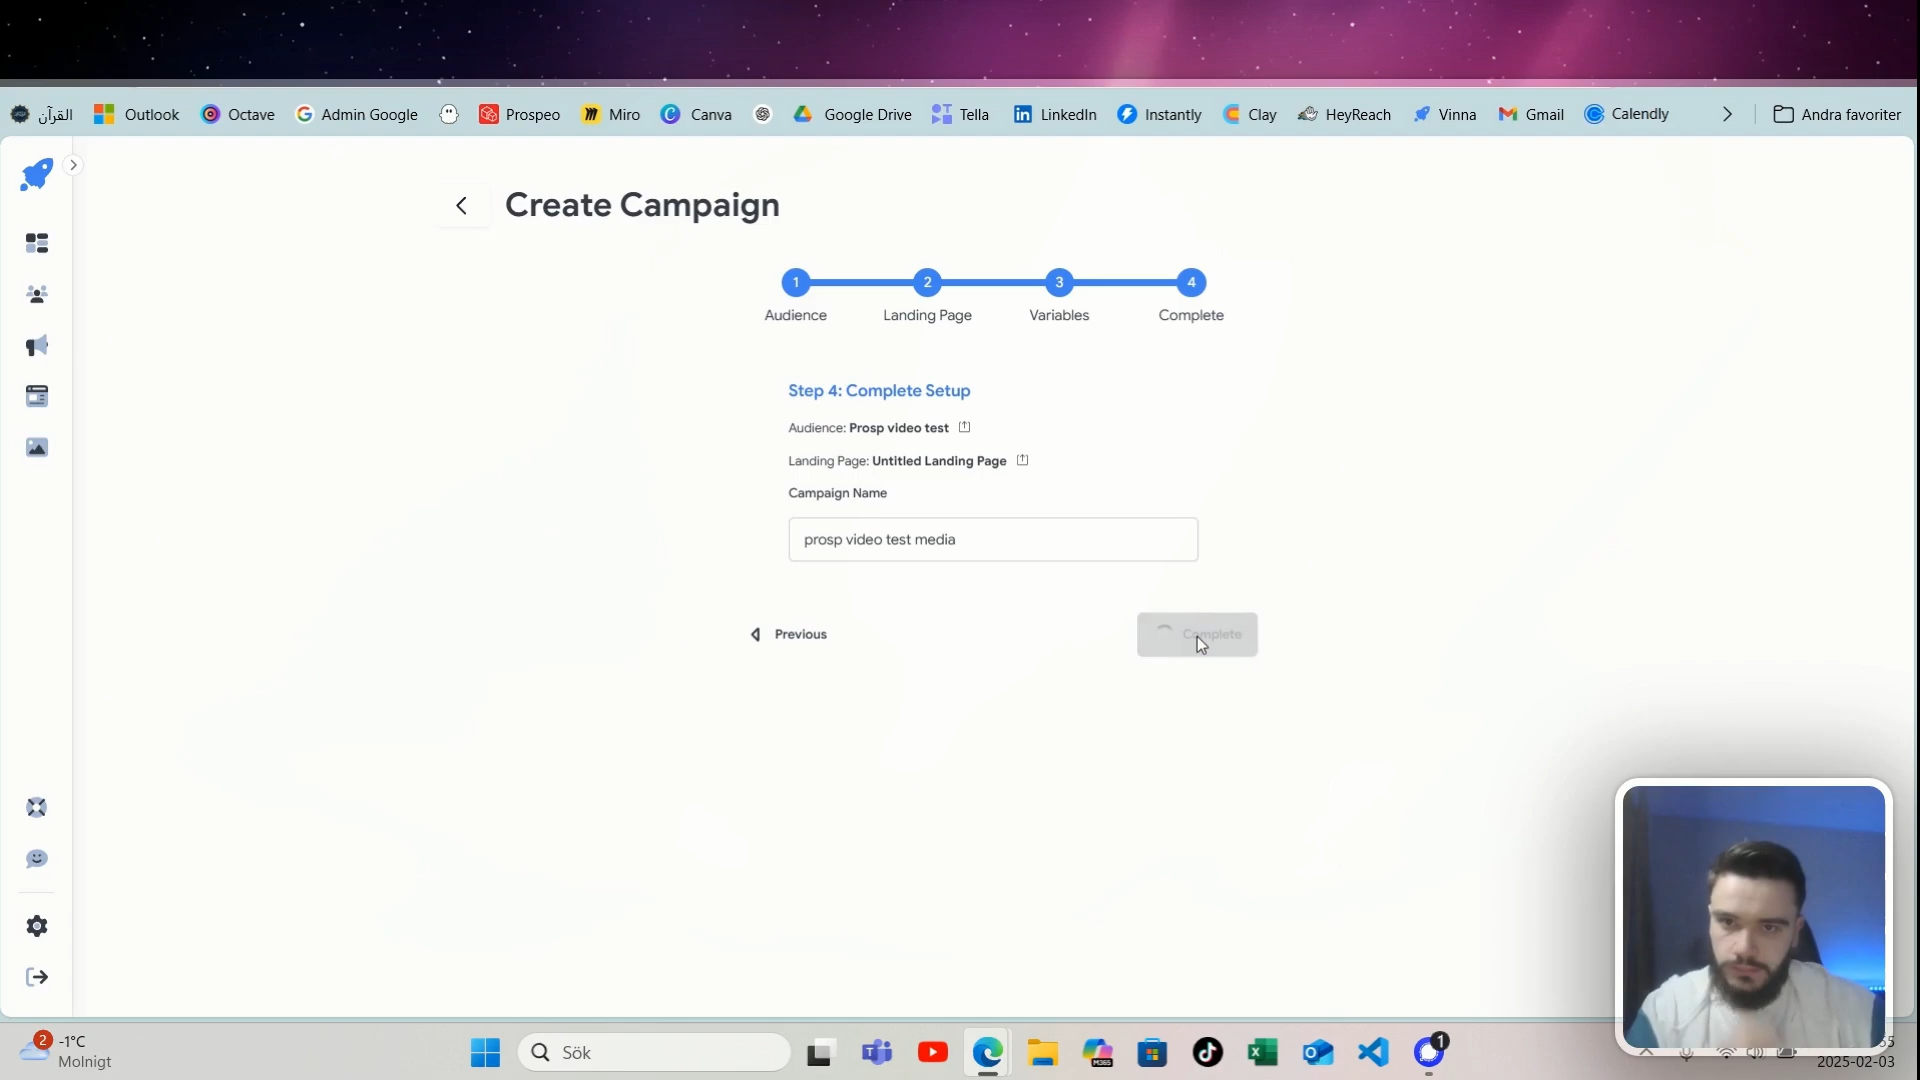 القرآن Outlook Octave Admin Google Prospeo Miro Canva Google Drive Tella LinkedIn Instantly Clay HeyReach Vinna Gmail Calendly Andra favoriter
Create Campaign
1 2 3 4
Audience Landing Page Variables Complete
Step 4: Complete Setup
Audience: Prosp video test
Landing Page: Untitled Landing Page
Campaign Name
prosp video test media
Previous Complete
2 -1°C
Molnigt
Sök
M365
1
2025-02-03